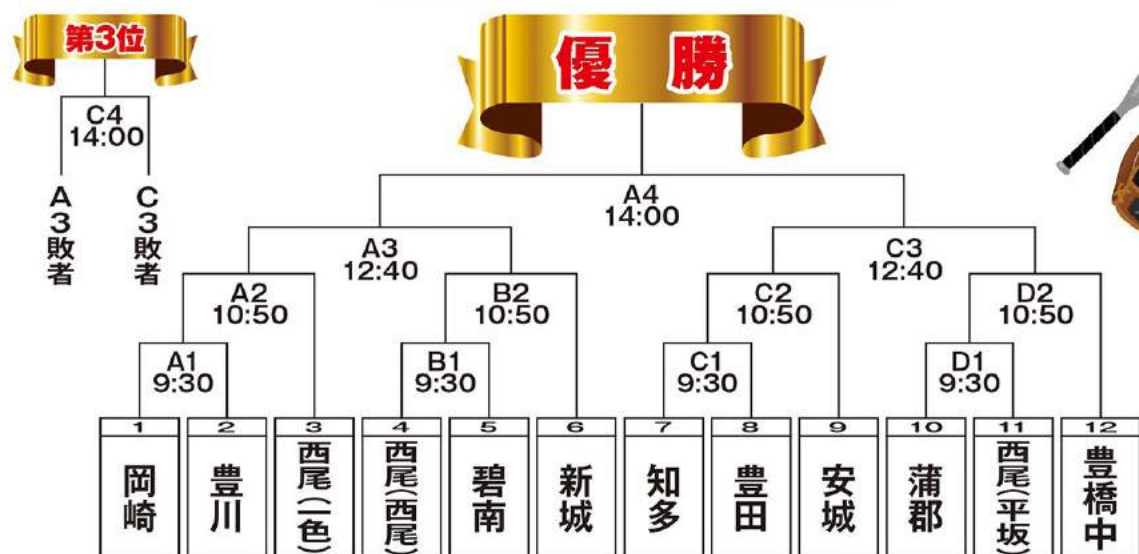 第3位
優勝
C4
14:00
A3敗者
C3敗者
A4
14:00
A3
12:40
C3
12:40
A2
10:50
B2
10:50
C2
10:50
D2
10:50
A1
9:30
B1
9:30
C1
9:30
D1
9:30
1
2
3
4
5
6
7
8
9
10
11
12
岡崎
豊川
西尾(一色)
西尾(西尾)
碧南
新城
知多
豊田
安城
蒲郡
西尾(平坂)
豊橋中